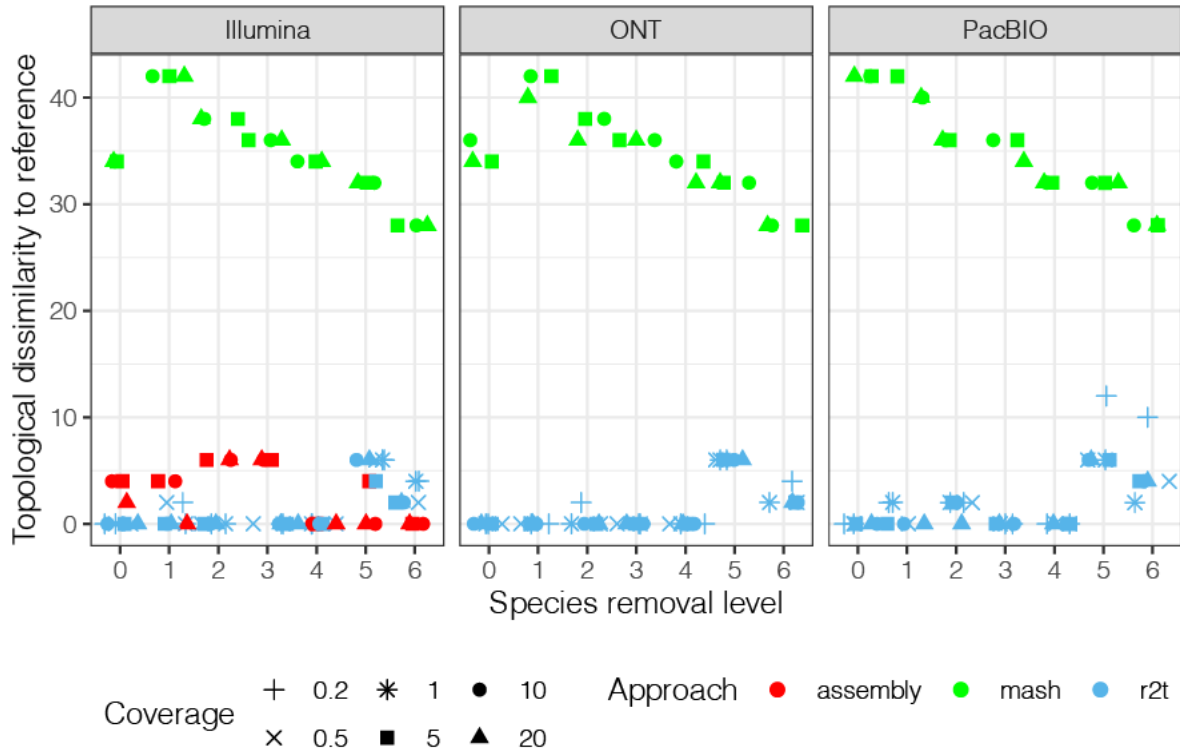 Illumina ONT PacBIO
Topological dissimilarity to reference
40
30
20
10
0
0 1 2 3 4 5 6 0 1 2 3 4 5 6 0 1 2 3 4 5 6
Species removal level
Coverage 0.2 1 10 Approach assembly mash r2t
0.5 5 20